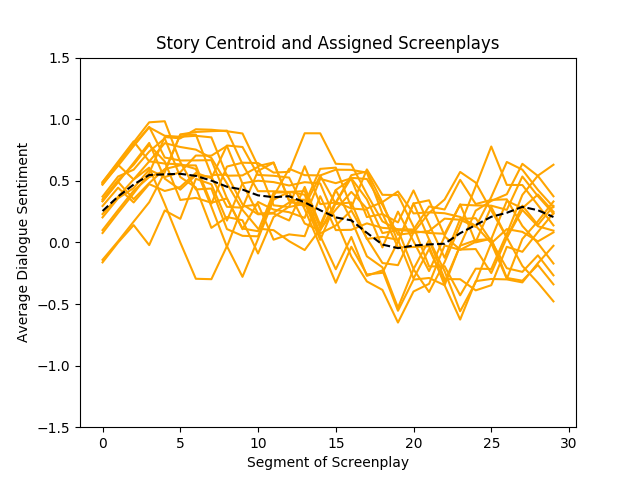 Story Centroid and Assigned Screenplays
1.5
1.0
0.5
0.0
−0.5
−1.0
−1.5
Average Dialogue Sentiment
0 5 10 15 20 25 30
Segment of Screenplay